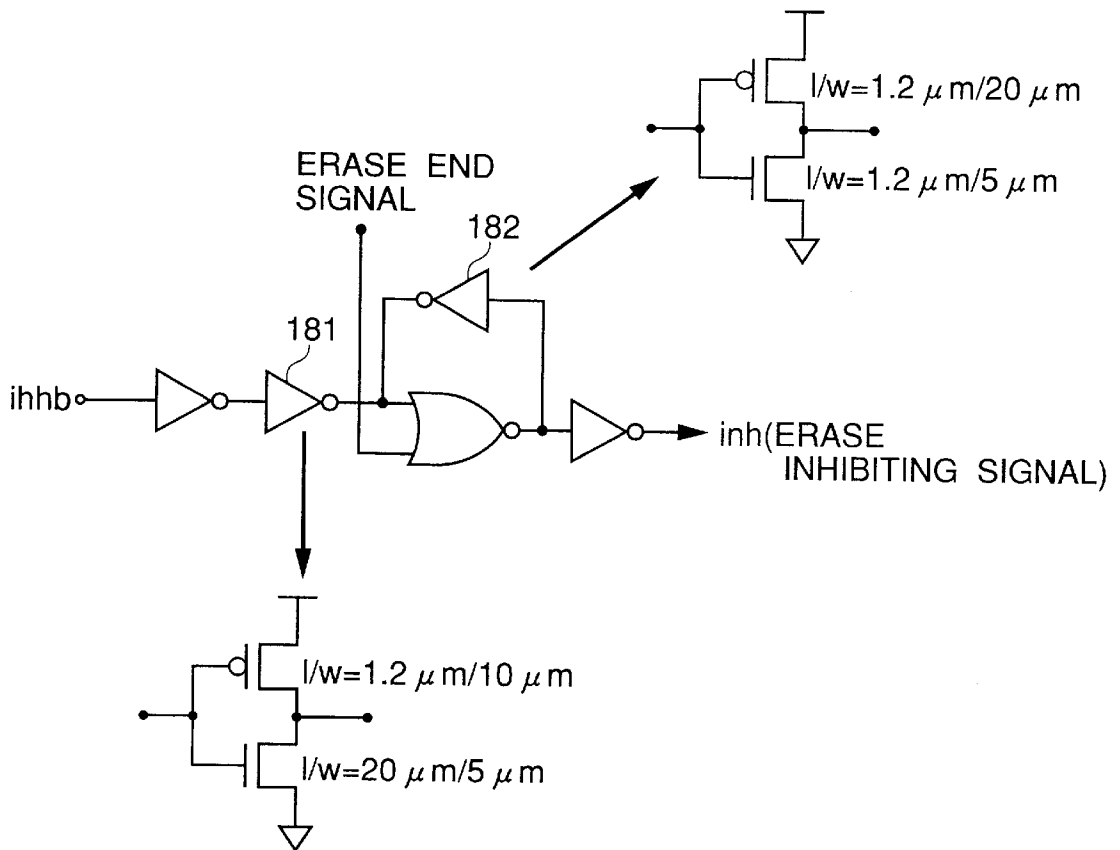 l/w=1.2 μm/20 μm
l/w=1.2 μm/5 μm
ERASE END
SIGNAL
182
181
ihhb
inh(ERASE
INHIBITING SIGNAL)
l/w=1.2 μm/10 μm
l/w=20 μm/5 μm